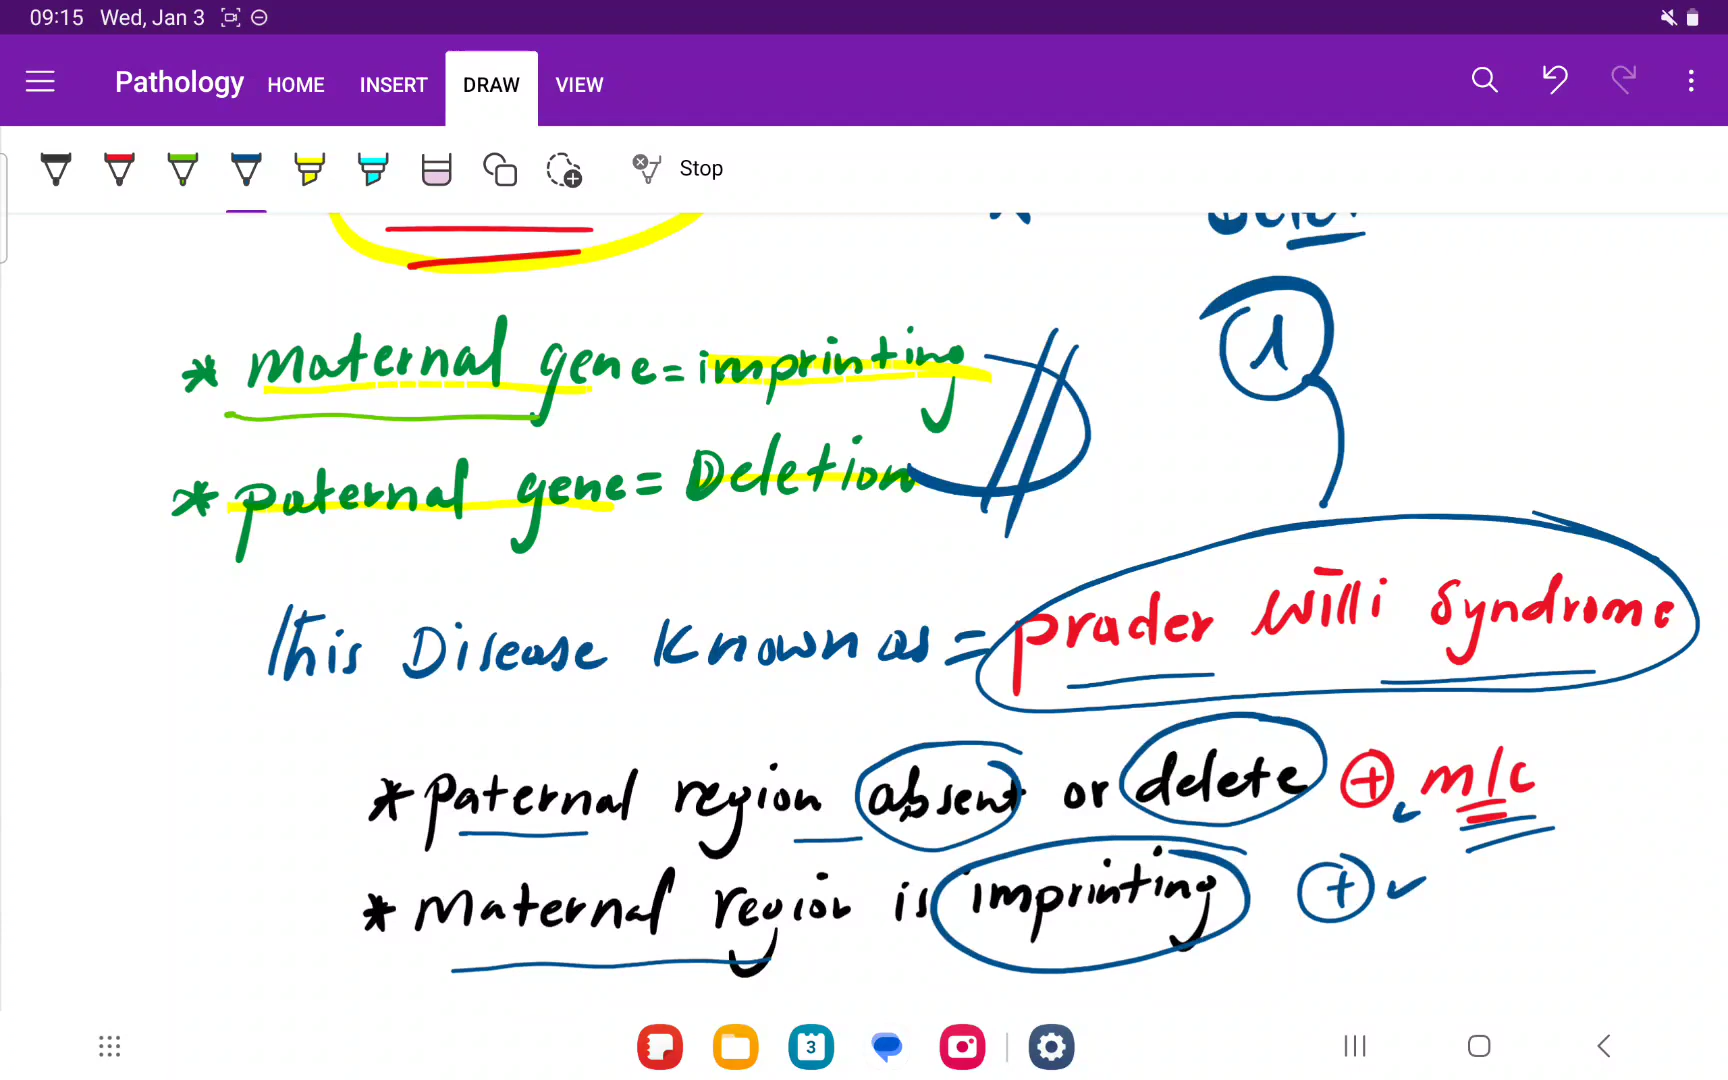 09:15 Wed, Jan 3
Pathology HOME INSERT DRAW VIEW
Stop
* Maternal gene = imprinting
1
* paternal gene = Deletion
This Disease Known as = prader willi syndrome
* Paternal region absent or delete + m/c
* Maternal region is imprinting +
3